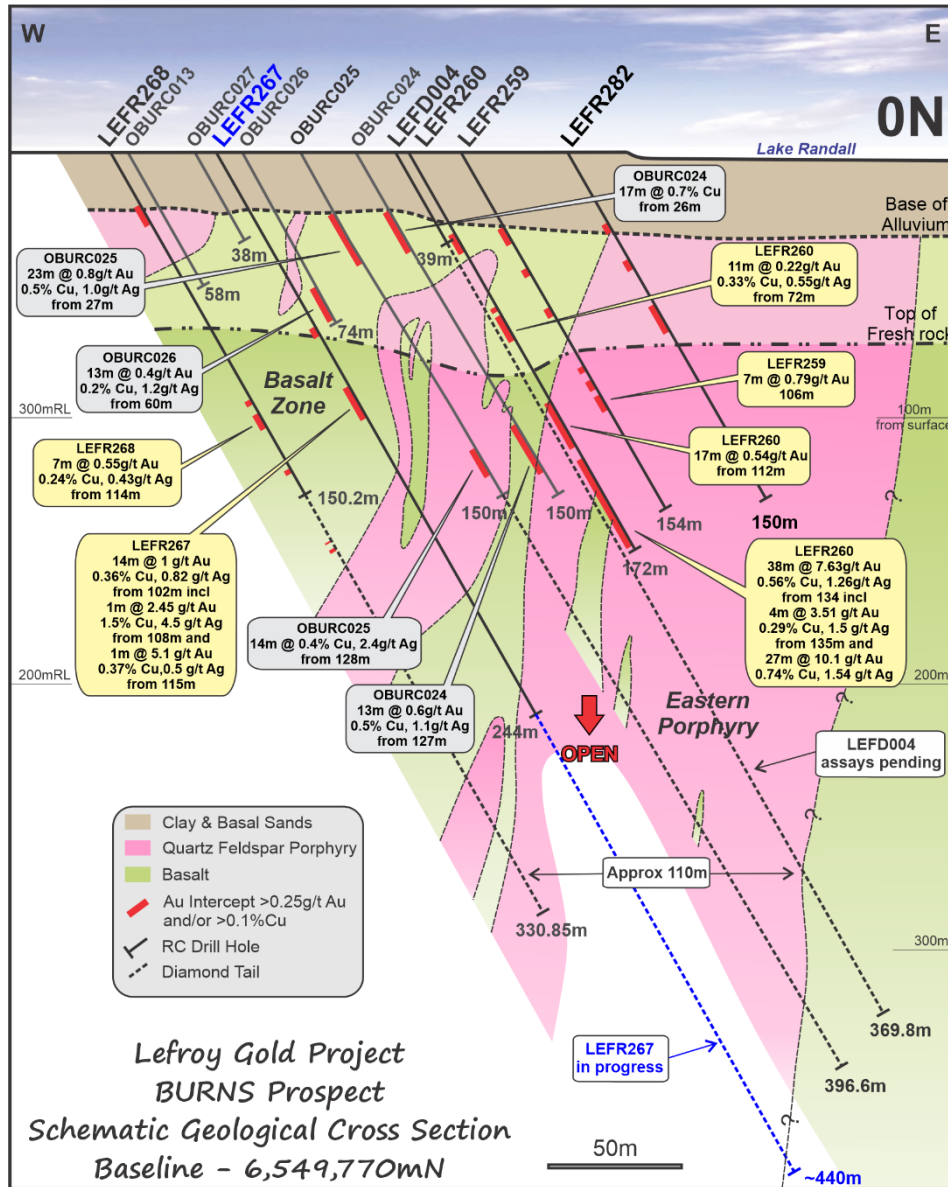 W
E
LEFR268
OBURC013
OBURC027
LEFR267
OBURC026
OBURC025
OBURC024
LEFD004
LEFR260
LEFR259
LEFR282
0N
Lake Randall
OBURC024
17m @ 0.7% Cu
from 26m
Base of
Alluvium
OBURC025
23m @ 0.8g/t Au
0.5% Cu, 1.0g/t Ag
from 27m
38m
39m
58m
LEFR260
11m @ 0.22g/t Au
0.33% Cu, 0.55g/t Ag
from 72m
74m
Top of
Fresh rock
OBURC026
13m @ 0.4g/t Au
0.2% Cu, 1.2g/t Ag
from 60m
Basalt
Zone
LEFR259
7m @ 0.79g/t Au
106m
300mRL
100m
from surface
LEFR268
7m @ 0.55g/t Au
0.24% Cu, 0.43g/t Ag
from 114m
LEFR260
17m @ 0.54g/t Au
from 112m
150.2m
150m
150m
154m
150m
?
172m
LEFR267
14m @ 1 g/t Au
0.36% Cu, 0.82 g/t Ag
from 102m incl
1m @ 2.45 g/t Au
1.5% Cu, 4.5 g/t Ag
from 108m and
1m @ 5.1 g/t Au
0.37% Cu,0.5 g/t Ag
from 115m
LEFR260
38m @ 7.63g/t Au
0.56% Cu, 1.26g/t Ag
from 134 incl
4m @ 3.51 g/t Au
0.29% Cu, 1.5 g/t Ag
from 135m and
27m @ 10.1 g/t Au
0.74% Cu, 1.54 g/t Ag
OBURC025
14m @ 0.4% Cu, 2.4g/t Ag
from 128m
OBURC024
13m @ 0.6g/t Au
0.5% Cu, 1.1g/t Ag
from 127m
200mRL
200m
Eastern
Porphyry
?
244m
OPEN
LEFD004
assays pending
Clay & Basal Sands
Quartz Feldspar Porphyry
Basalt
Au Intercept >0.25g/t Au
and/or >0.1%Cu
RC Drill Hole
Diamond Tail
Approx 110m
330.85m
300m
?
369.8m
LEFR267
in progress
396.6m
?
~440m
Lefroy Gold Project
BURNS Prospect
Schematic Geological Cross Section
Baseline - 6,549,770mN
50m